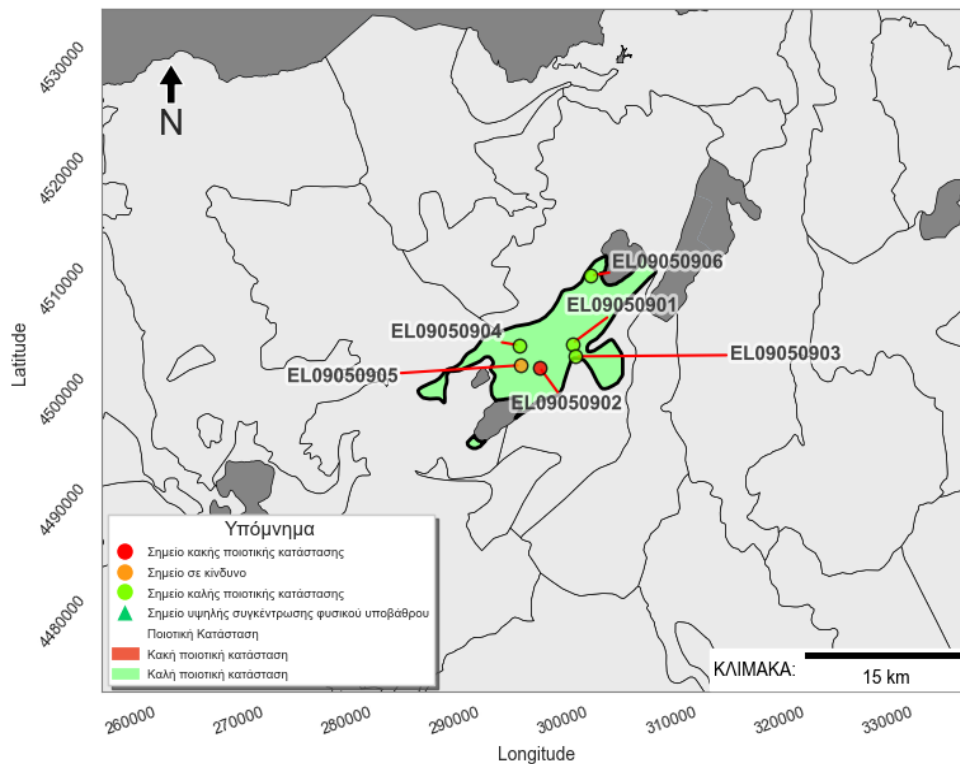 4530000
4520000
4510000
4500000
4490000
4480000
Latitude
N
EL09050906
EL09050901
EL09050904
EL09050903
EL09050905
EL09050902
Υπόμνημα
Σημείο κακής ποιοτικής κατάστασης
Σημείο σε κίνδυνο
Σημείο καλής ποιοτικής κατάστασης
Σημείο υψηλής συγκέντρωσης φυσικού υποβάθρου
Ποιοτική Κατάσταση
Κακή ποιοτική κατάσταση
Καλή ποιοτική κατάσταση
ΚΛΙΜΑΚΑ:
15 km
260000
270000
280000
290000
300000
310000
320000
330000
Longitude